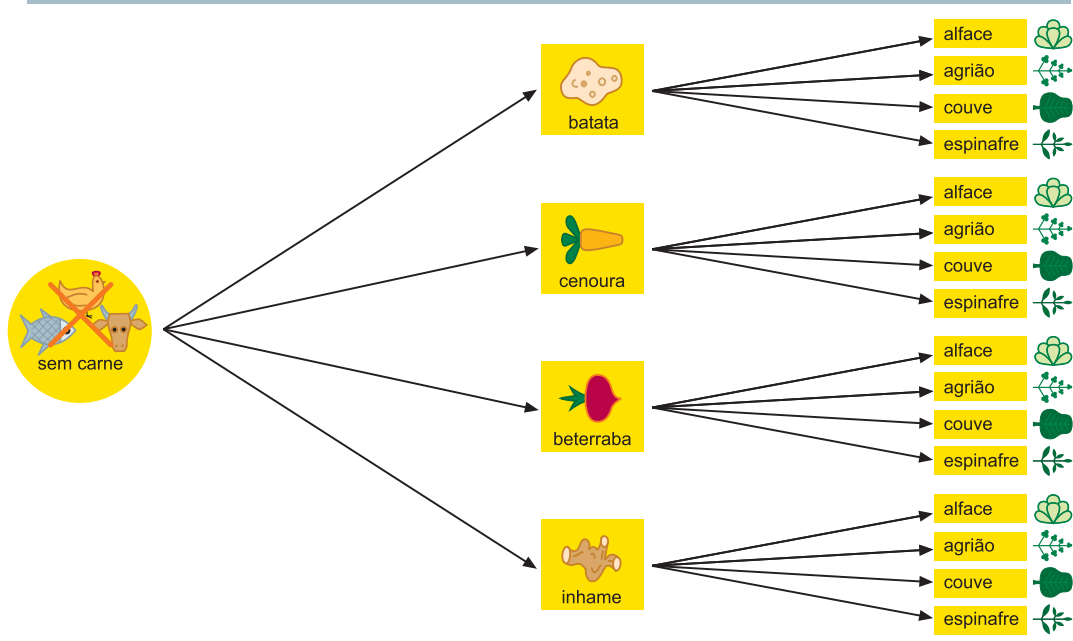 sem carne
batata
alface
agrião
couve
espinafre
cenoura
alface
agrião
couve
espinafre
beterraba
alface
agrião
couve
espinafre
inhame
alface
agrião
couve
espinafre